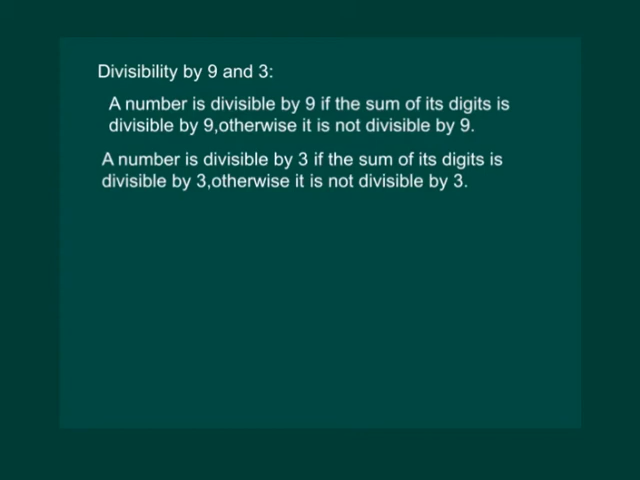 Divisibility by 9 and 3:
A number is divisible by 9 if the sum of its digits is
divisible by 9,otherwise it is not divisible by 9.
A number is divisible by 3 if the sum of its digits is
divisible by 3,otherwise it is not divisible by 3.